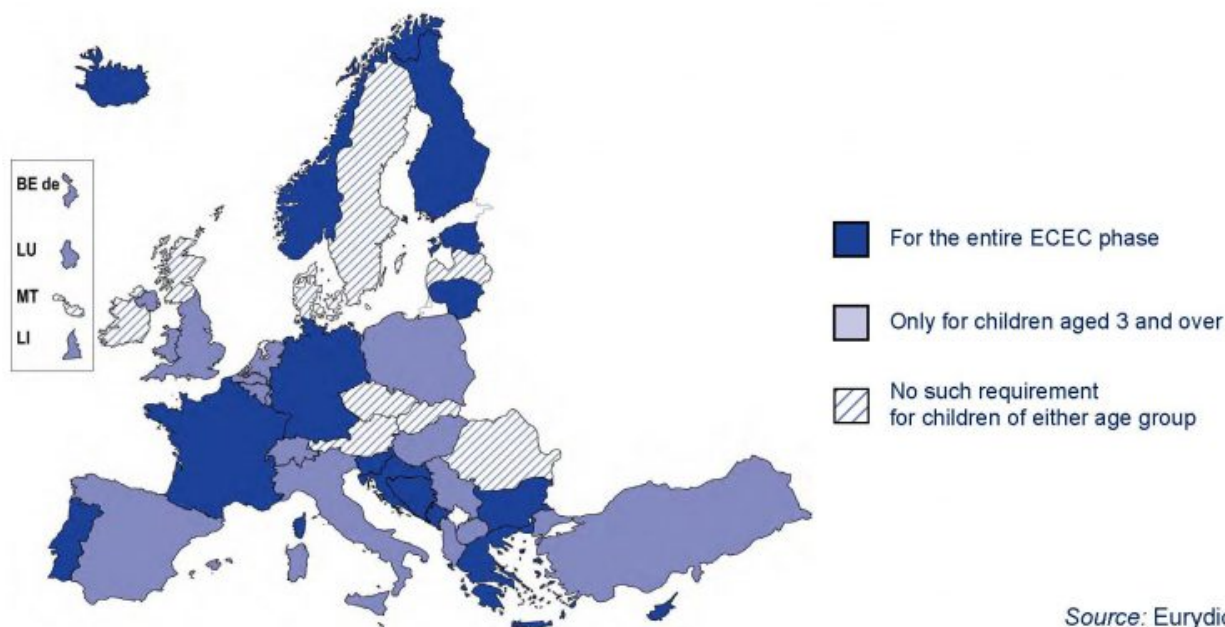 BE de
LU
MT
LI
For the entire ECEC phase
Only for children aged 3 and over
No such requirement
for children of either age group
Source: